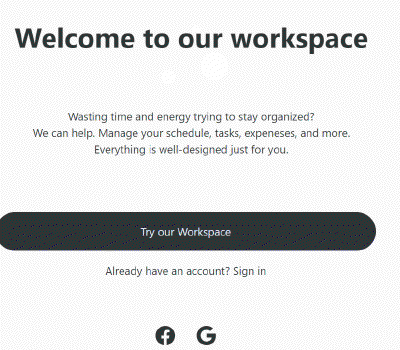 Welcome to our workspace
Wasting time and energy trying to stay organized?
We can help. Manage your schedule, tasks, expeneses, and more.
Everything is well-designed just for you.
Try our Workspace
Already have an account? Sign in